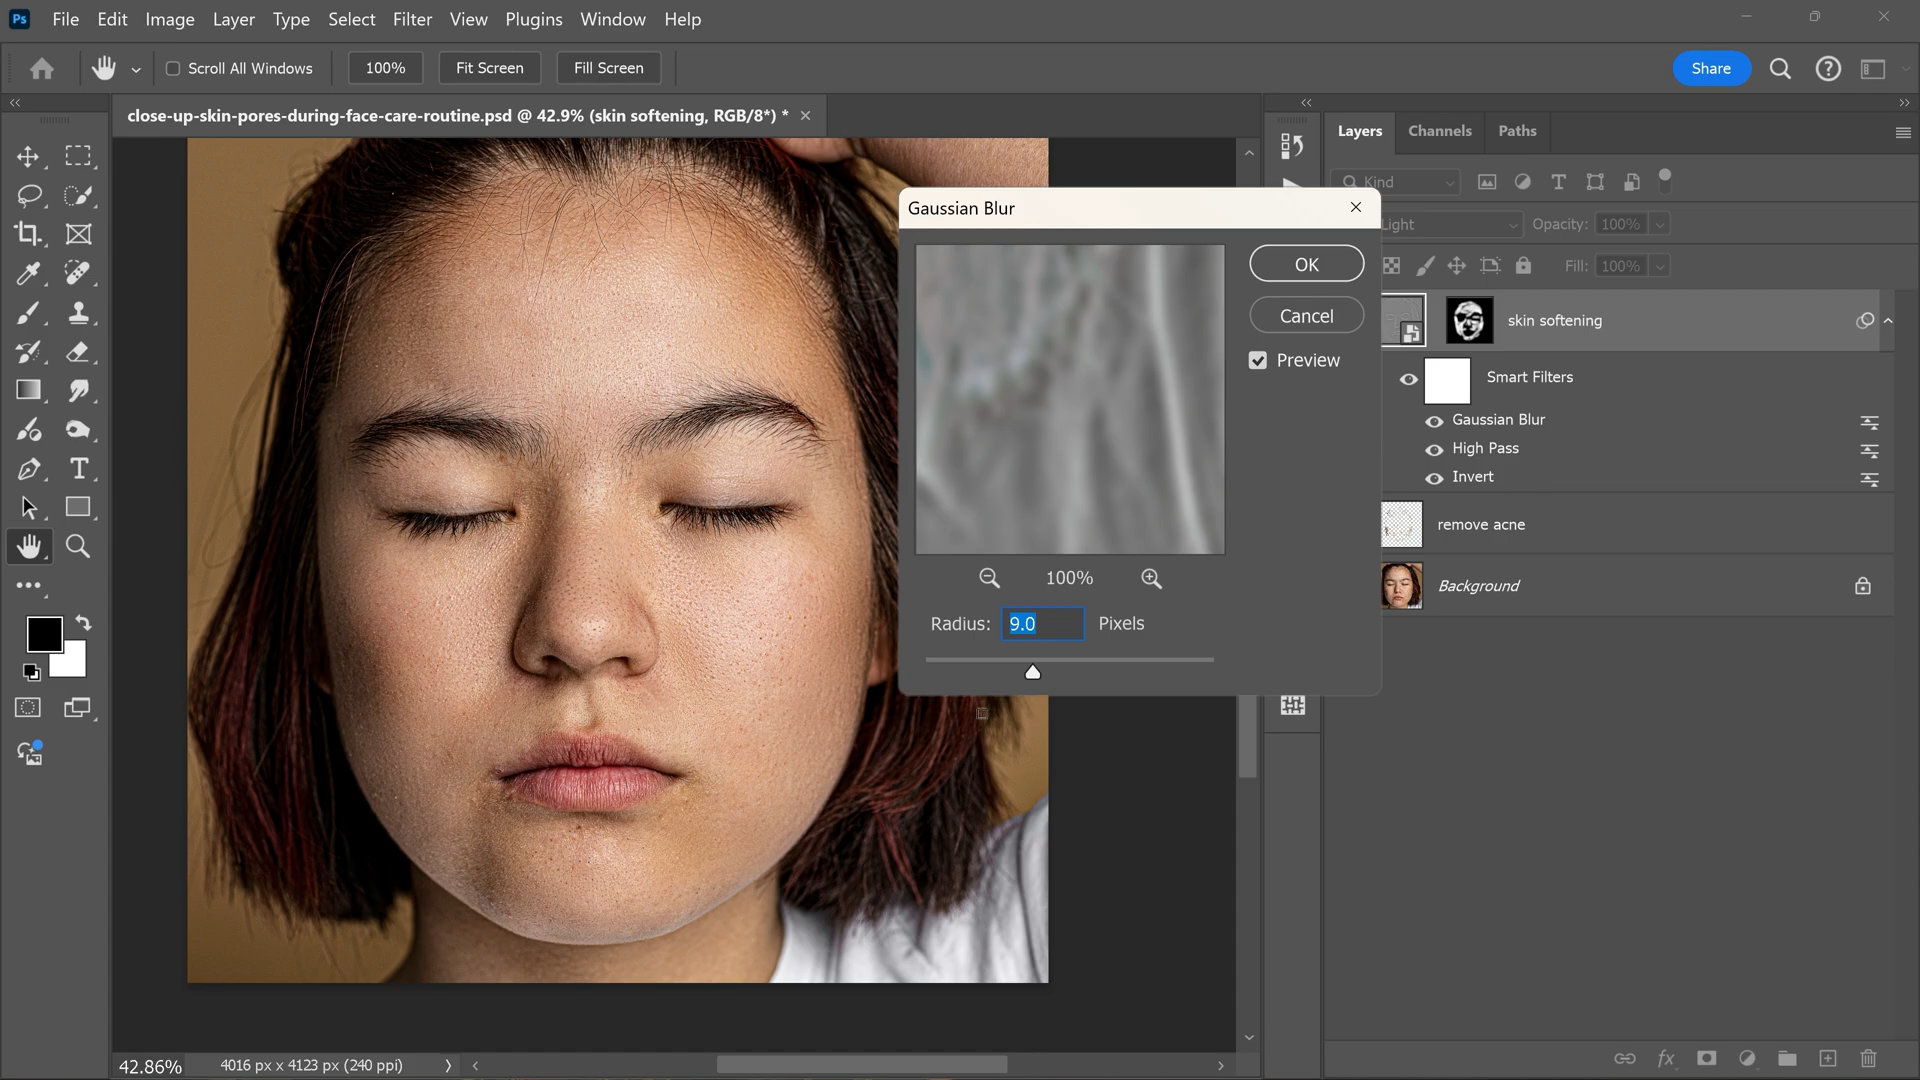 Ps File Edit Image Layer Type Select Filter View Plugins Window Help
Scroll All Windows 100% Fit Screen Fill Screen Share
close-up-skin-pores-during-face-care-routine.psd @ 42.9% (skin softening, RGB/8*) *
Layers Channels Paths
Kind
Gaussian Blur
Light Opacity: 100%
OK
Fill: 100%
Cancel
skin softening
Preview
Smart Filters
Gaussian Blur
High Pass
Invert
remove acne
100%
Background
Radius: 9.0 Pixels
42.86% 4016 px x 4123 px (240 ppi)
fx